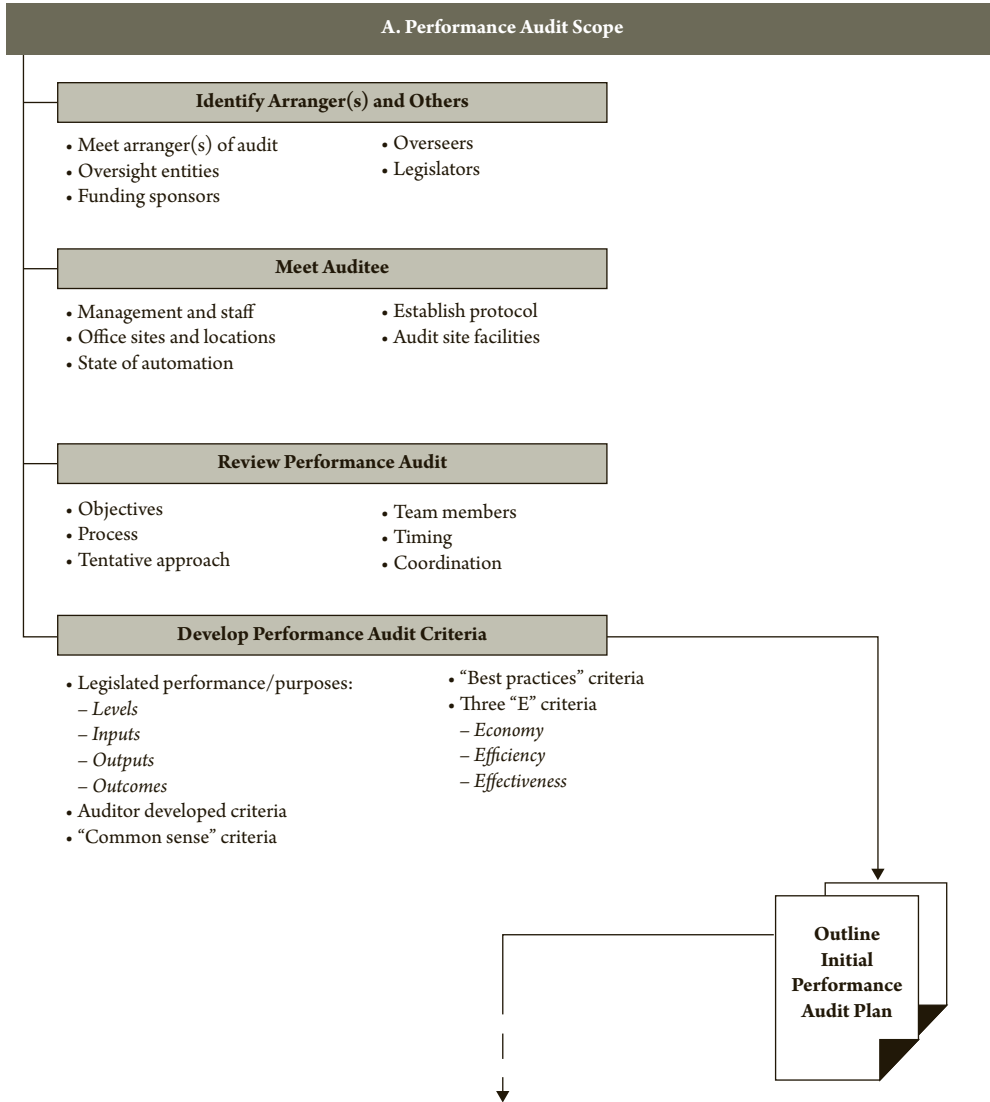 A. Performance Audit Scope
Identify Arranger(s) and Others
• Meet arranger(s) of audit
• Oversight entities
• Funding sponsors
• Overseers
• Legislators
Meet Auditee
• Management and staff
• Office sites and locations
• State of automation
• Establish protocol
• Audit site facilities
Review Performance Audit
• Objectives
• Process
• Tentative approach
• Team members
• Timing
• Coordination
Develop Performance Audit Criteria
• Legislated performance/purposes:
– Levels
– Inputs
– Outputs
– Outcomes
• Auditor developed criteria
• “Common sense” criteria
• “Best practices” criteria
• Three “E” criteria
– Economy
– Efficiency
– Effectiveness
Outline
Initial
Performance
Audit Plan